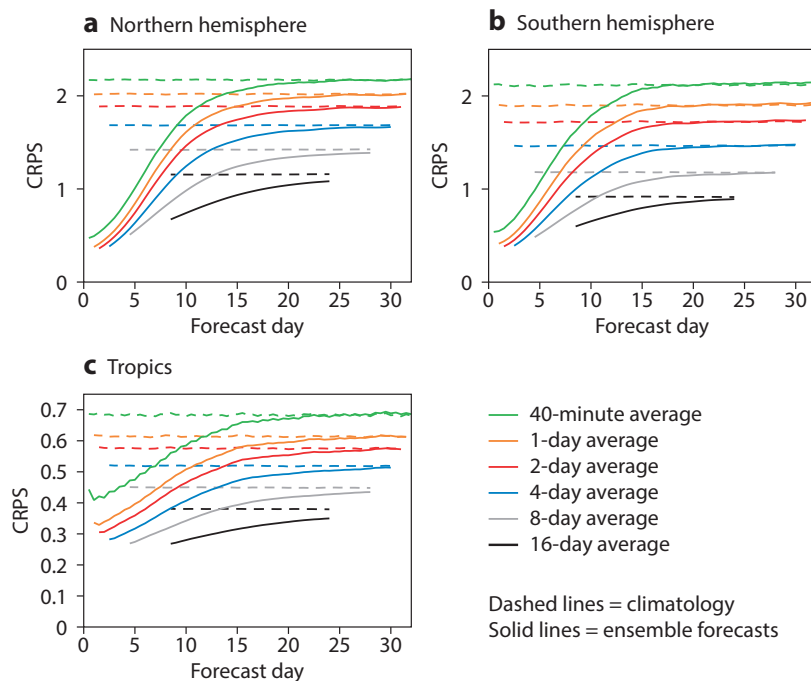 a Northern hemisphere
CRPS
2
1
0
0 5 10 15 20 25 30
Forecast day
b Southern hemisphere
CRPS
2
1
0
0 5 10 15 20 25 30
Forecast day
c Tropics
CRPS
0.7
0.6
0.5
0.4
0.3
0.2
0.1
0
0 5 10 15 20 25 30
Forecast day
40-minute average
1-day average
2-day average
4-day average
8-day average
16-day average
Dashed lines = climatology
Solid lines = ensemble forecasts